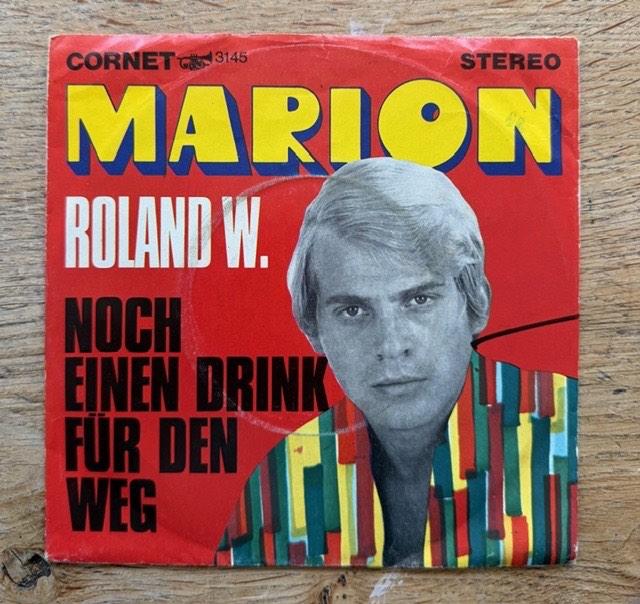 CORNET 3145 STEREO
MARION
ROLAND W.
NOCH
EINEN DRINK
FÜR DEN
WEG